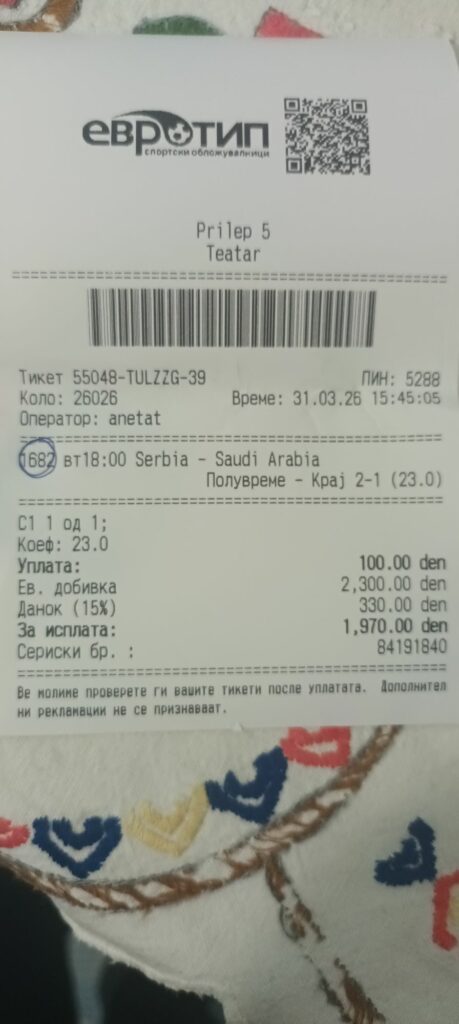 евротип
спортски обложувалници
Prilep 5
Teatar
Тикет 55048-TULZZG-39 ПИН: 5288
Коло: 26026 Време: 31.03.26 15:45:05
Оператор: anetat
1682 вт18:00 Serbia - Saudi Arabia
Полувреме - Крај 2-1 (23.0)
С1 1 од 1;
Коеф: 23.0
Уплата: 100.00 den
Ев. добивка 2,300.00 den
Данок (15%) 330.00 den
За исплата: 1,970.00 den
Сериски бр. : 84191840
Ве молиме проверете ги вашите тикети после уплатата. Дополнител
ни рекламации не се признаваат.